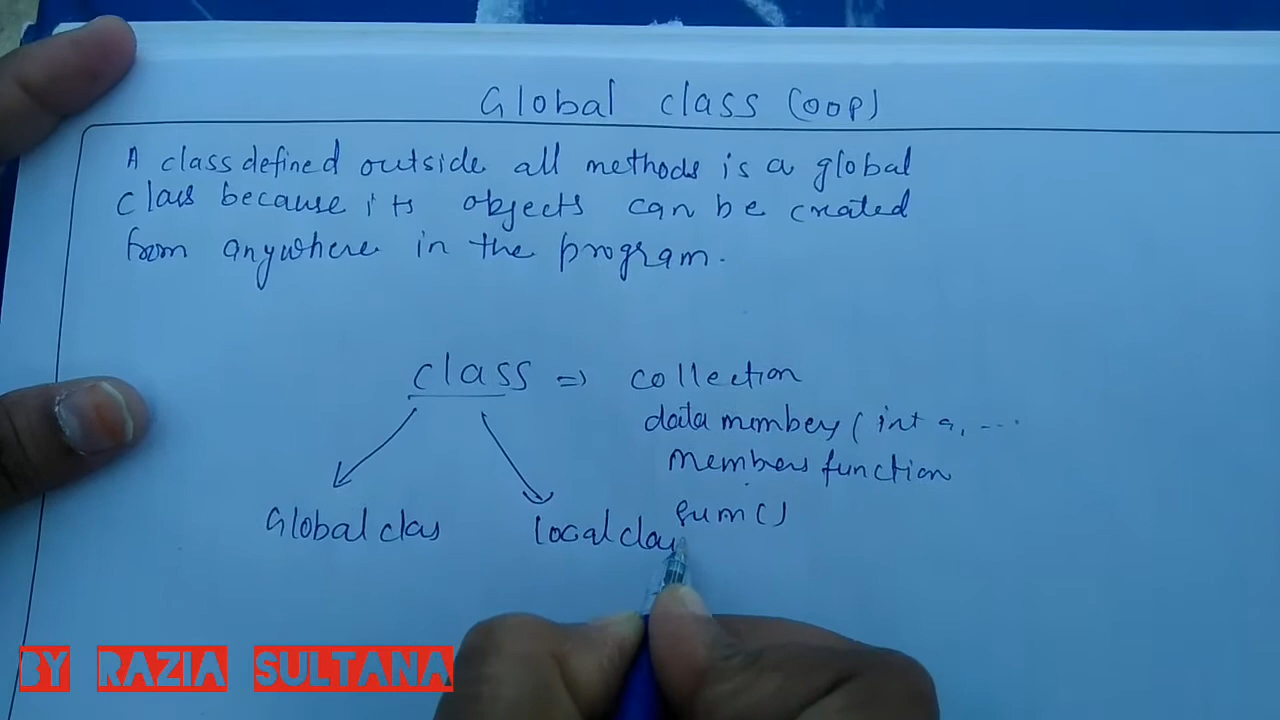 Global class (OOP)
A class defined outside all methods is a global
class because its objects can be created
from anywhere in the program.
class => collection
data members (int a, ...
members function
sum()
Global clas
local clas
BY RAZIA SULTANA